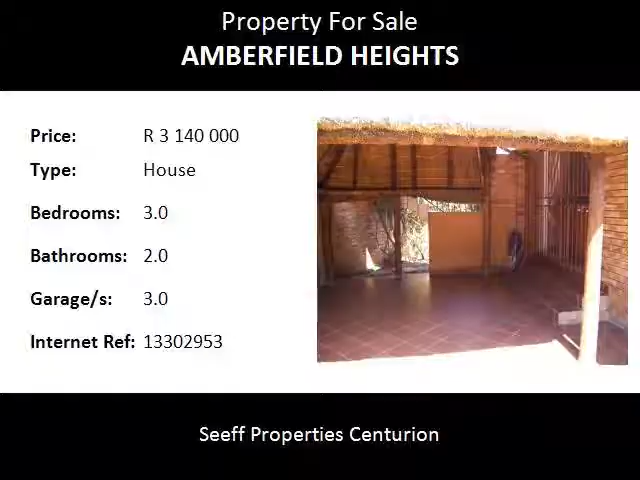 Property For Sale
AMBERFIELD HEIGHTS
Price: R 3 140 000
Type: House
Bedrooms: 3.0
Bathrooms: 2.0
Garage/s: 3.0
Internet Ref: 13302953
Seeff Properties Centurion